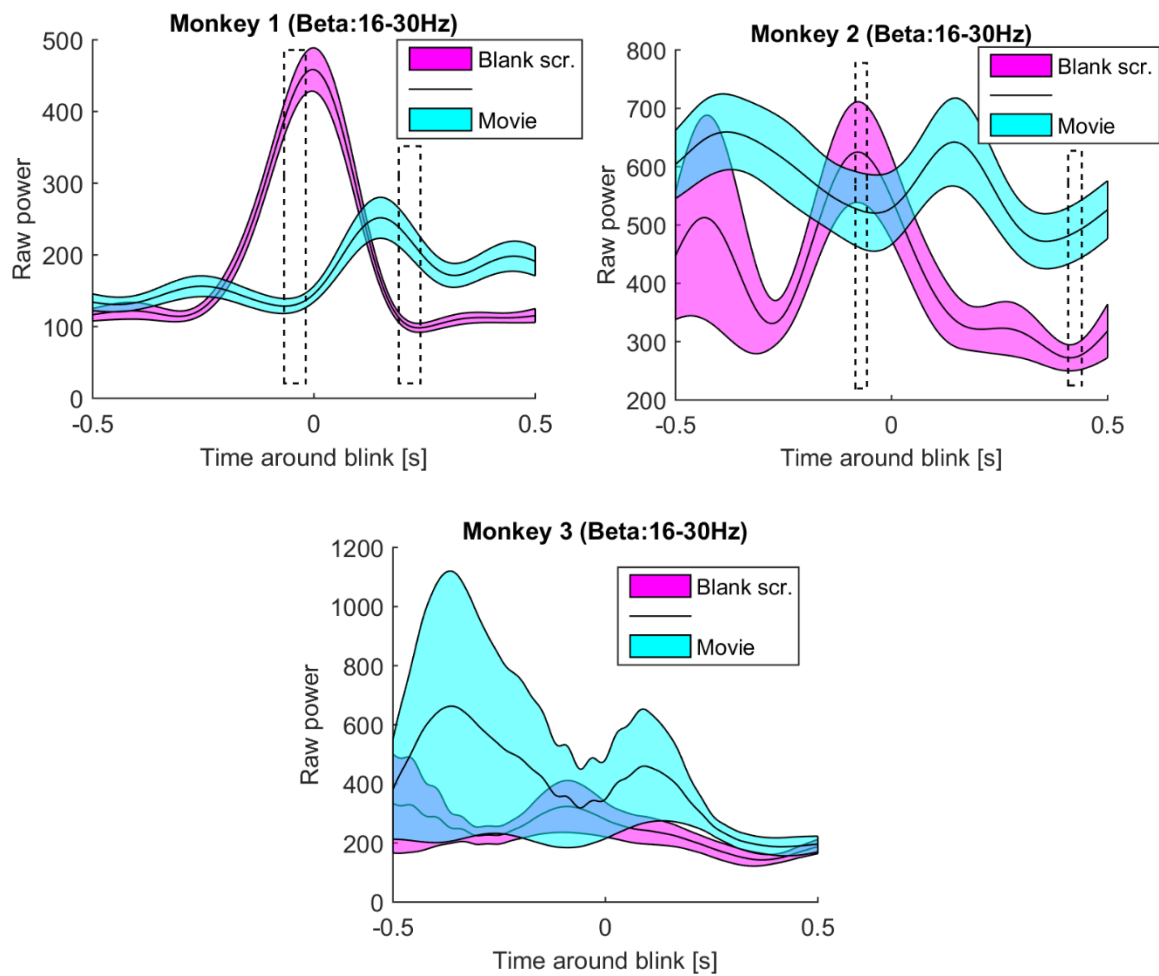 Monkey 1 (Beta:16-30Hz)
500
400
300
200
100
0
Raw power
-0.5
0
0.5
Time around blink [s]
Blank scr.
Movie
Monkey 2 (Beta:16-30Hz)
800
700
600
500
400
300
200
Raw power
-0.5
0
0.5
Time around blink [s]
Blank scr.
Movie
Monkey 3 (Beta:16-30Hz)
1200
1000
800
600
400
200
0
Raw power
-0.5
0
0.5
Time around blink [s]
Blank scr.
Movie